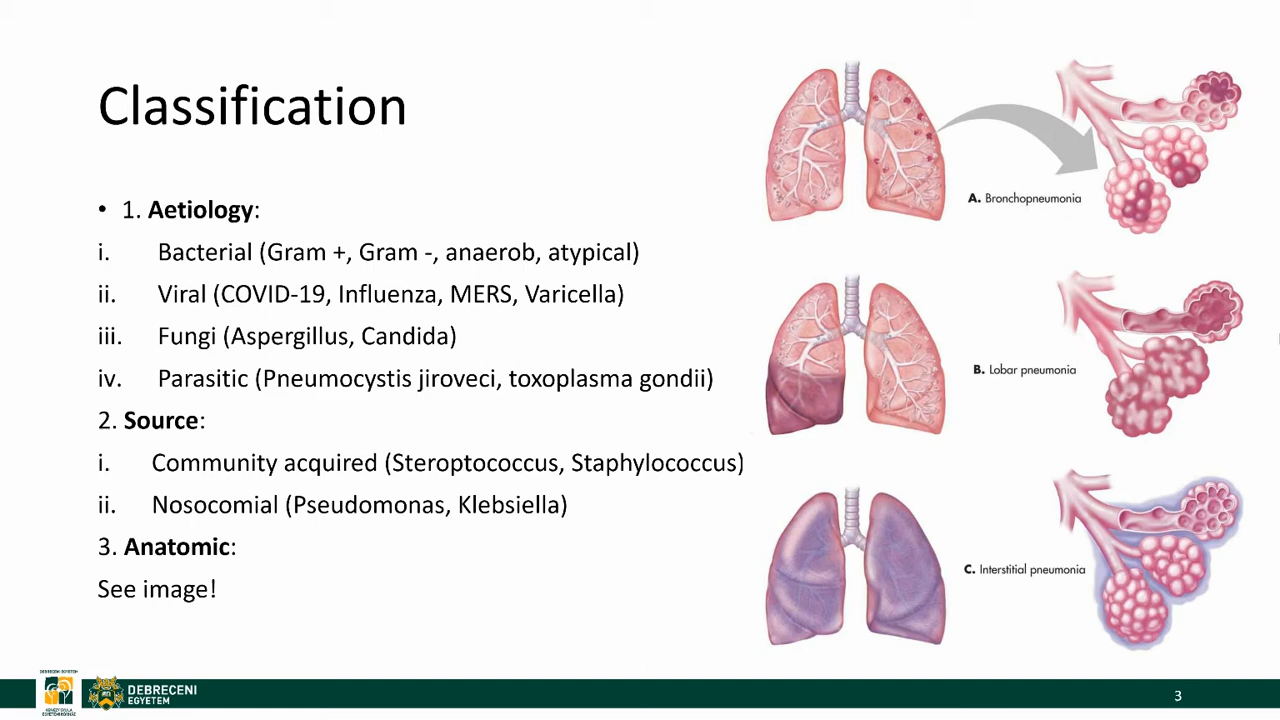 Classification
• 1. Aetiology:
i. Bacterial (Gram +, Gram -, anaerob, atypical)
ii. Viral (COVID-19, Influenza, MERS, Varicella)
iii. Fungi (Aspergillus, Candida)
iv. Parasitic (Pneumocystis jiroveci, toxoplasma gondii)
2. Source:
i. Community acquired (Steroptococcus, Staphylococcus)
ii. Nosocomial (Pseudomonas, Klebsiella)
3. Anatomic:
See image!
A. Bronchopneumonia
B. Lobar pneumonia
C. Interstitial pneumonia
DEBRECENI EGYETEM
DEBRECENI
EGYETEM
3